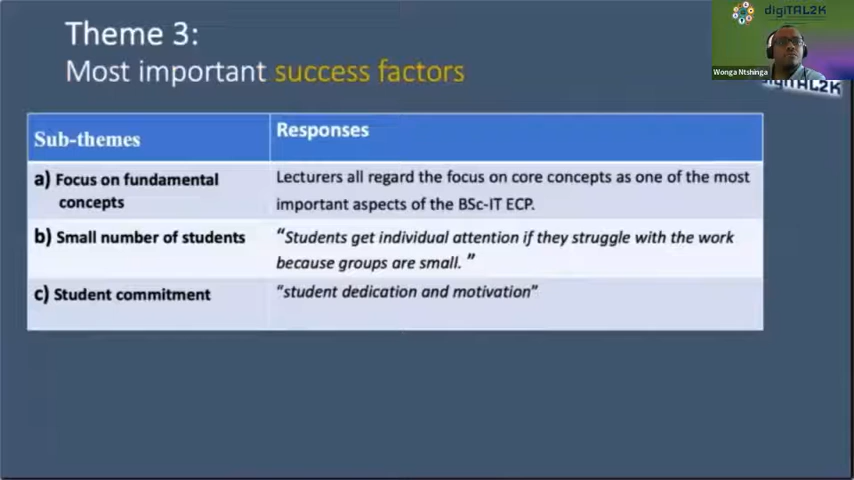 Theme 3:
Most important success factors
digiTAL2K
Wonga Ntshinga
Sub-themes
Responses
a) Focus on fundamental
concepts
Lecturers all regard the focus on core concepts as one of the most
important aspects of the BSc-IT ECP.
b) Small number of students
“Students get individual attention if they struggle with the work
because groups are small. ”
c) Student commitment
“student dedication and motivation”